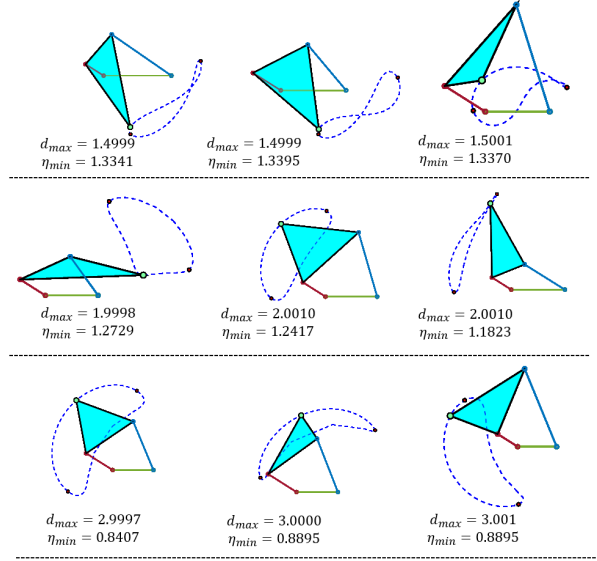 d_max = 1.4999
η_min = 1.3341
d_max = 1.4999
η_min = 1.3395
d_max = 1.5001
η_min = 1.3370
d_max = 1.9998
η_min = 1.2729
d_max = 2.0010
η_min = 1.2417
d_max = 2.0010
η_min = 1.1823
d_max = 2.9997
η_min = 0.8407
d_max = 3.0000
η_min = 0.8895
d_max = 3.001
η_min = 0.8895